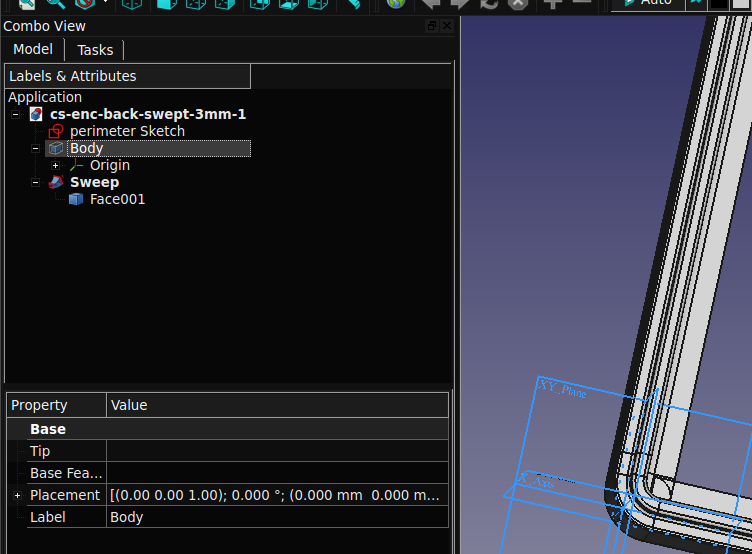 Auto
Combo View
Model Tasks
Labels & Attributes
Application
cs-enc-back-swept-3mm-1
perimeter Sketch
Body
Origin
Sweep
Face001
Property Value
Base
Tip
Base Fea...
Placement [(0.00 0.00 1.00); 0.000 °; (0.000 mm 0.000 m...
Label Body
XY_Plane